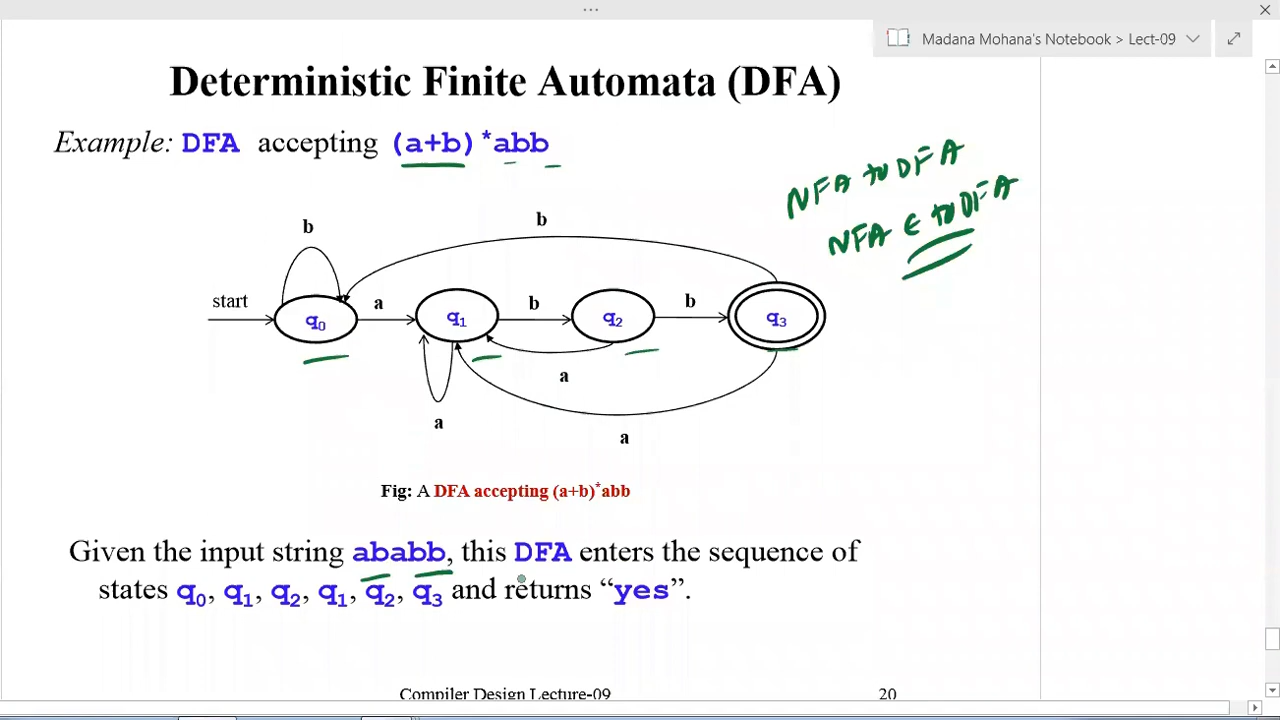 Madana Mohana's Notebook > Lect-09
Deterministic Finite Automata (DFA)
Example: DFA accepting (a+b)*abb
NFA to DFA
NFA ∈ to DFA
b
b
start
a
b
b
q₀
q₁
q₂
q₃
a
a
a
Fig: A DFA accepting (a+b)*abb
Given the input string ababb, this DFA enters the sequence of
states q₀, q₁, q₂, q₁, q₂, q₃ and returns “yes”.
Compiler Design Lecture-09
20